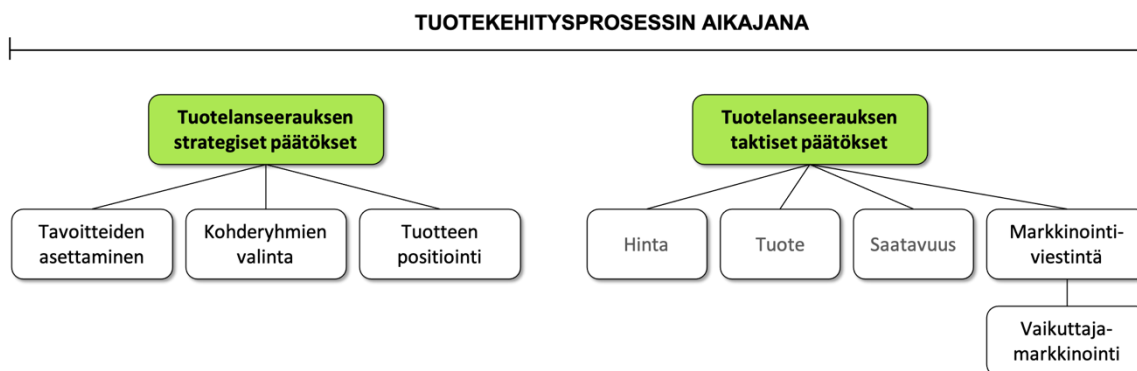 TUOTEKEHITYSPROSESSIN AIKAJANA
Tuotelanseerauksen
strategiset päätökset
Tuotelanseerauksen
taktiset päätökset
Tavoitteiden
asettaminen
Kohderyhmien
valinta
Tuotteen
positiointi
Hinta
Tuote
Saatavuus
Markkinointi-
viestintä
Vaikuttaja-
markkinointi